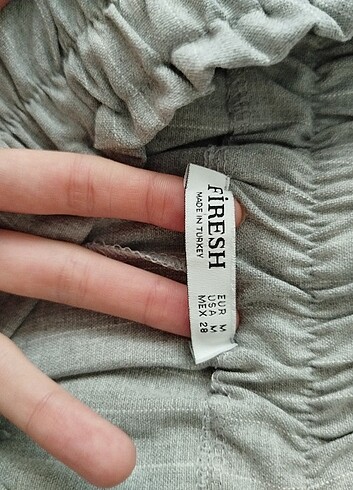 fiRESH
MADE IN TURKEY
EUR M
USA M
MEX 28